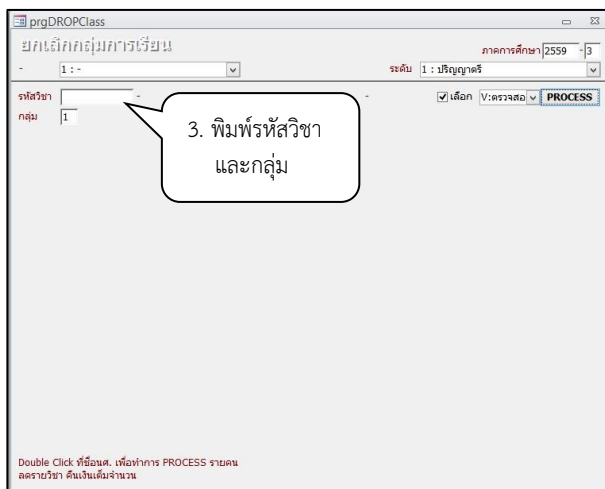 prgDROPClass
ยกเลิกกลุ่มการเรียน
ภาคการศึกษา 2559 - 3
- 1 : - ระดับ 1 : ปริญญาตรี
รหัสวิชา - - เลือก V:ตรวจสอ PROCESS
กลุ่ม 1
3. พิมพ์รหัสวิชา
และกลุ่ม
Double Click ที่ชื่อนศ. เพื่อทำการ PROCESS รายคน
ลดรายวิชา คืนเงินเต็มจำนวน